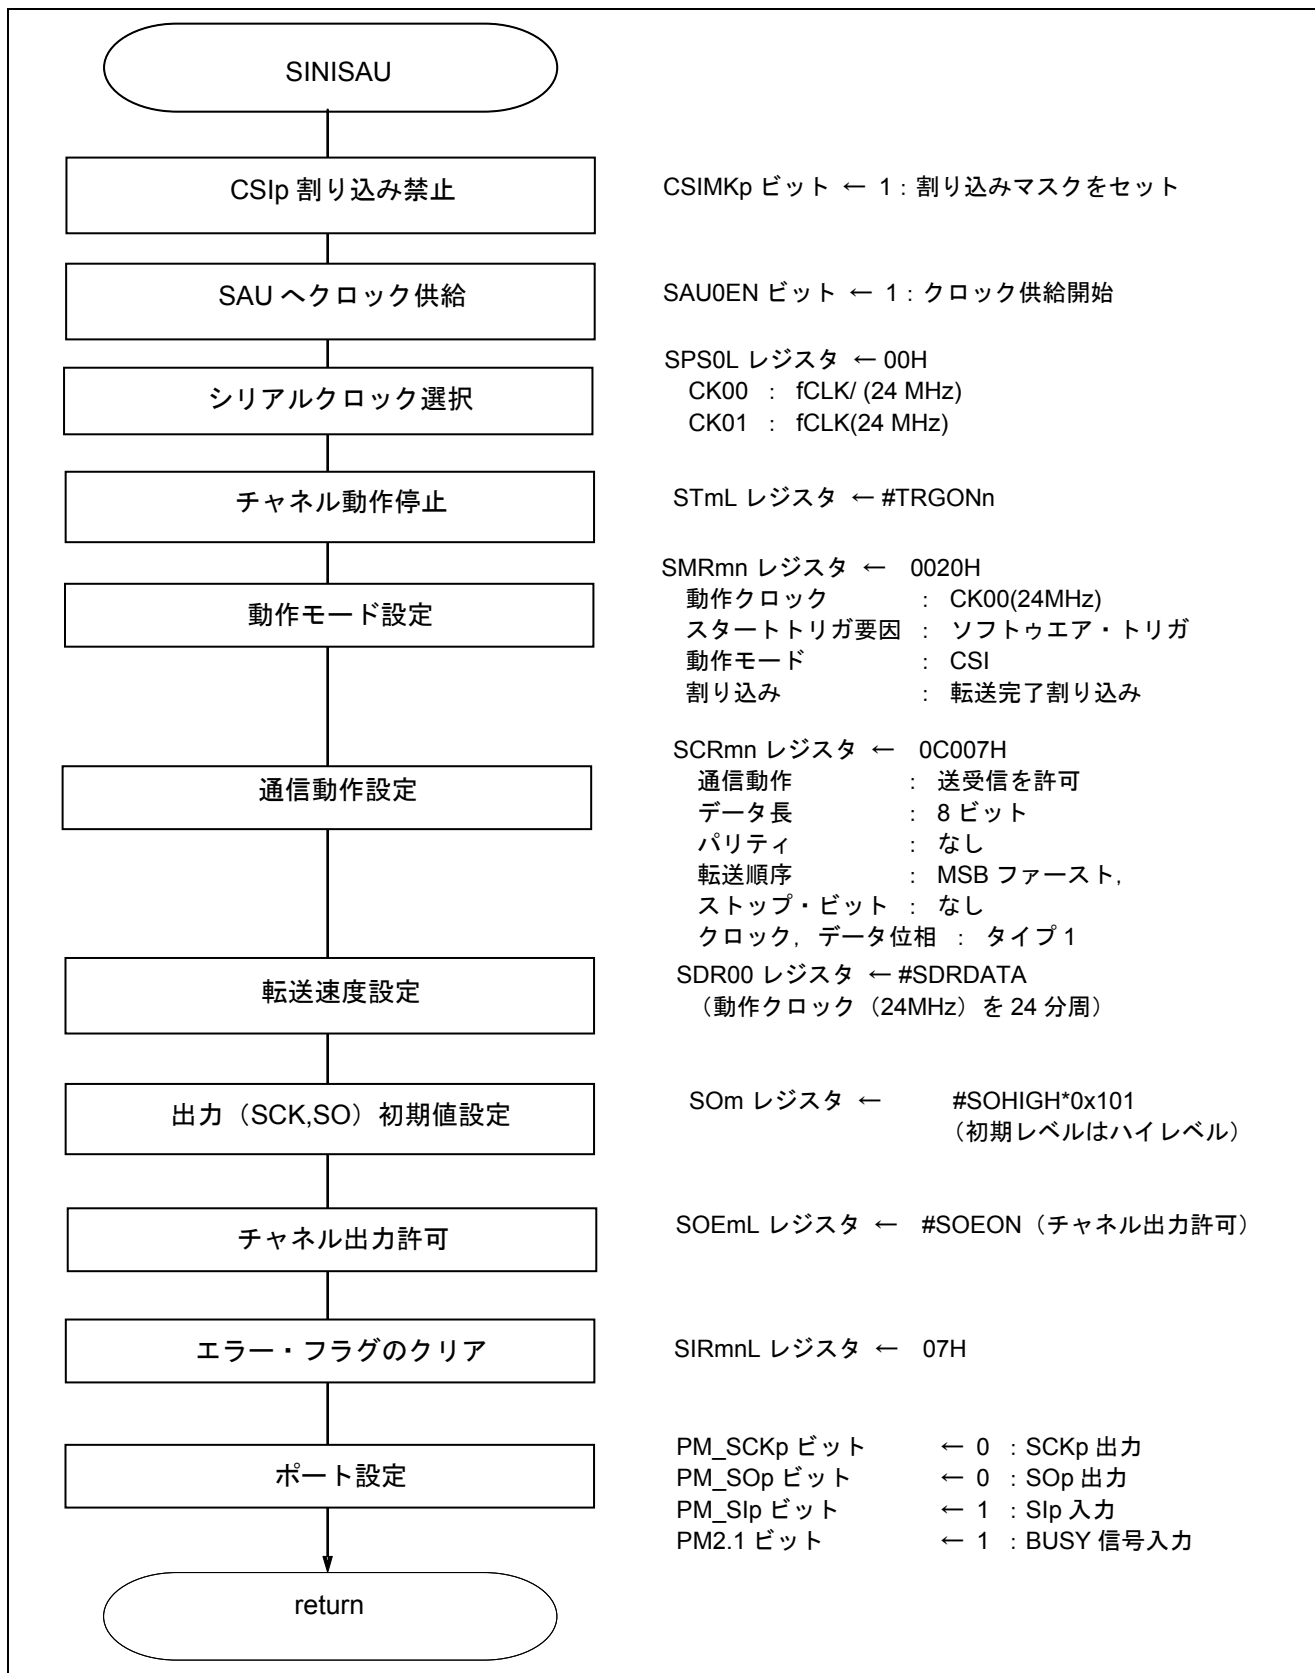 SINISAU
CSIp 割り込み禁止
CSIMKp ビット ← 1：割り込みマスクをセット
SAU へクロック供給
SAU0EN ビット ← 1：クロック供給開始
シリアルクロック選択
SPS0L レジスタ ← 00H
CK00 ： fCLK/ (24 MHz)
CK01 ： fCLK(24 MHz)
チャネル動作停止
STmL レジスタ ← #TRGONn
動作モード設定
SMRmn レジスタ ← 0020H
動作クロック ： CK00(24MHz)
スタートトリガ要因 ： ソフトゥエア・トリガ
動作モード ： CSI
割り込み ： 転送完了割り込み
通信動作設定
SCRmn レジスタ ← 0C007H
通信動作 ： 送受信を許可
データ長 ： 8 ビット
パリティ ： なし
転送順序 ： MSB ファースト，
ストップ・ビット ： なし
クロック，データ位相 ： タイプ 1
転送速度設定
SDR00 レジスタ ← #SDRDATA
（動作クロック（24MHz）を 24 分周）
出力（SCK,SO）初期値設定
SOm レジスタ ← #SOHIGH*0x101
（初期レベルはハイレベル）
チャネル出力許可
SOEmL レジスタ ← #SOEON（チャネル出力許可）
エラー・フラグのクリア
SIRmnL レジスタ ← 07H
ポート設定
PM_SCKp ビット ← 0 ：SCKp 出力
PM_SOp ビット ← 0 ：SOp 出力
PM_SIp ビット ← 1 ：SIp 入力
PM2.1 ビット ← 1 ：BUSY 信号入力
return